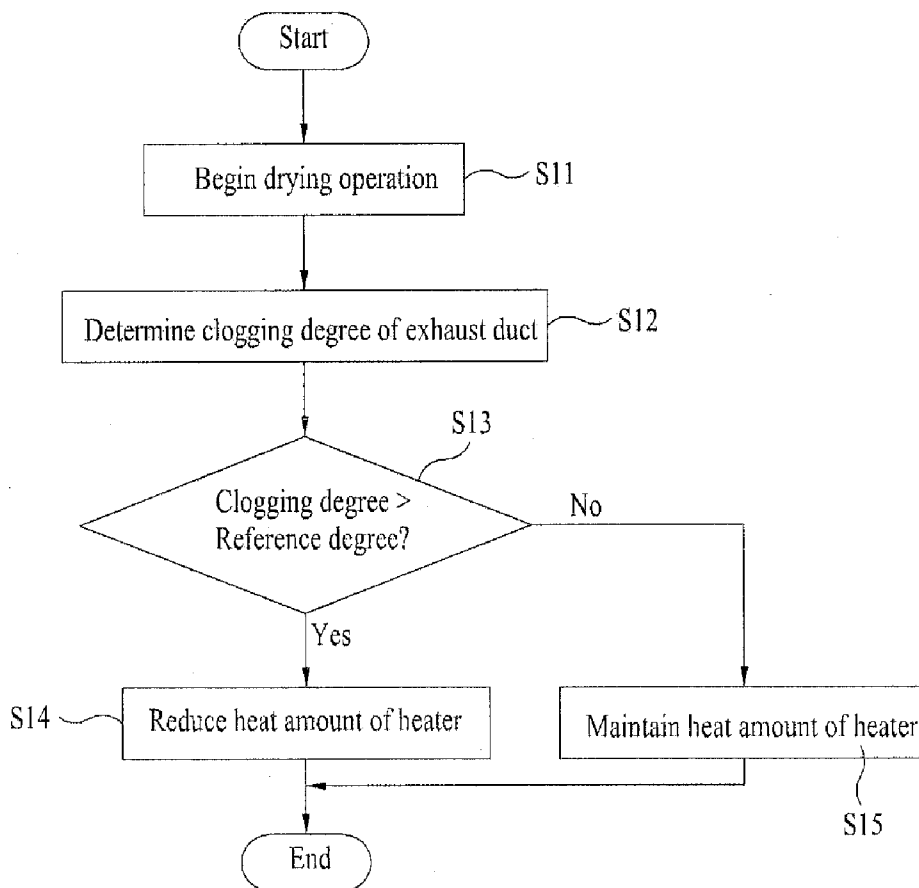 Start
Begin drying operation
S11
Determine clogging degree of exhaust duct
S12
S13
Clogging degree >
Reference degree?
No
Yes
S14
Reduce heat amount of heater
Maintain heat amount of heater
S15
End